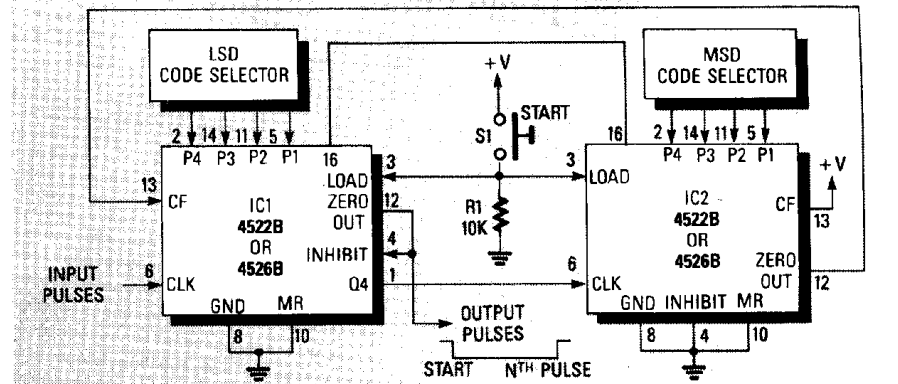 LSD
CODE SELECTOR
MSD
CODE SELECTOR
+V
START
S1
2 14 11 5
P4 P3 P2 P1
16
16
2 14 11 5
P4 P3 P2 P1
13
CF
3
LOAD
ZERO
OUT
12
4
INHIBIT
Q4
1
IC1
4522B
OR
4526B
INPUT
PULSES
6
CLK
GND
MR
8
10
R1
10K
3
LOAD
6
CLK
IC2
4522B
OR
4526B
+V
CF
13
ZERO
OUT
12
GND INHIBIT MR
8
4
10
OUTPUT
PULSES
START
NTH PULSE